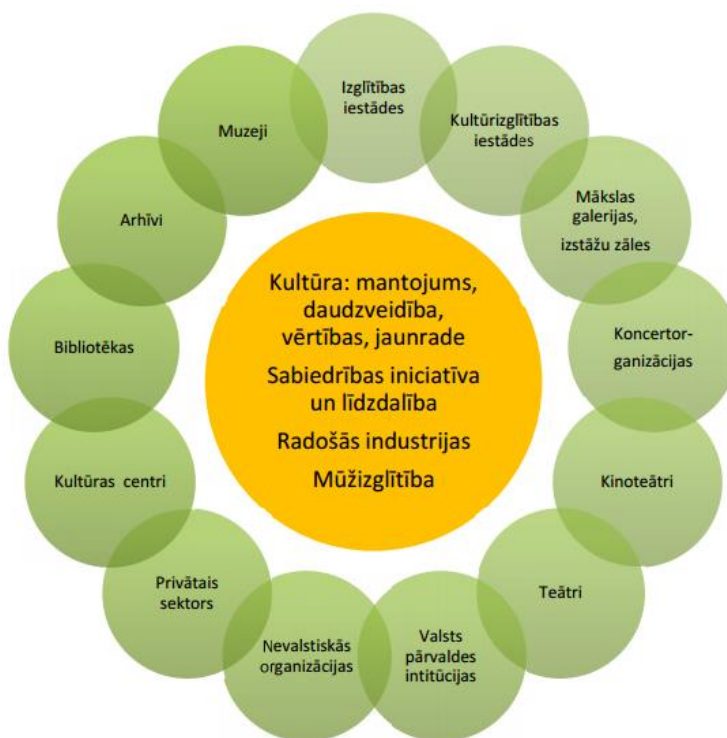 Izglītības
iestādes
Kultūrizglītības
iestādes
Mākslas
galerijas,
izstāžu zāles
Koncertor-
ganizācijas
Kinoteātri
Teātri
Valsts
pārvaldes
intitūcijas
Nevalstiskās
organizācijas
Privātais
sektors
Kultūras centri
Bibliotēkas
Arhīvi
Muzeji
Kultūra: mantojums,
daudzveidība,
vērtības, jaunrade
Sabiedrības iniciatīva
un līdzdalība
Radošās industrijas
Mūžizglītība